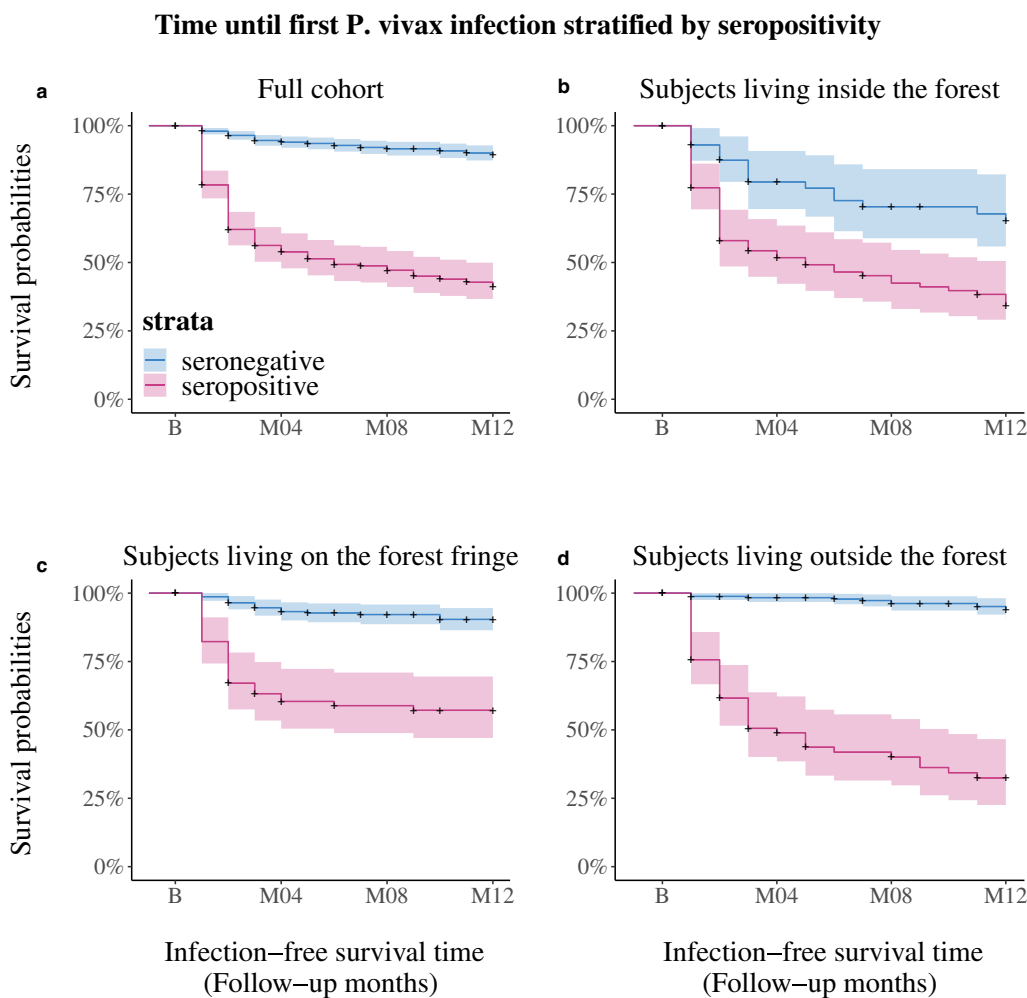 Time until first P. vivax infection stratified by seropositivity
a
Full cohort
Survival probabilities
100%
75%
50%
25%
0%
strata
seronegative
seropositive
B
M04
M08
M12
b
Subjects living inside the forest
100%
75%
50%
25%
0%
B
M04
M08
M12
c
Subjects living on the forest fringe
Survival probabilities
100%
75%
50%
25%
0%
B
M04
M08
M12
Infection−free survival time
(Follow−up months)
d
Subjects living outside the forest
100%
75%
50%
25%
0%
B
M04
M08
M12
Infection−free survival time
(Follow−up months)